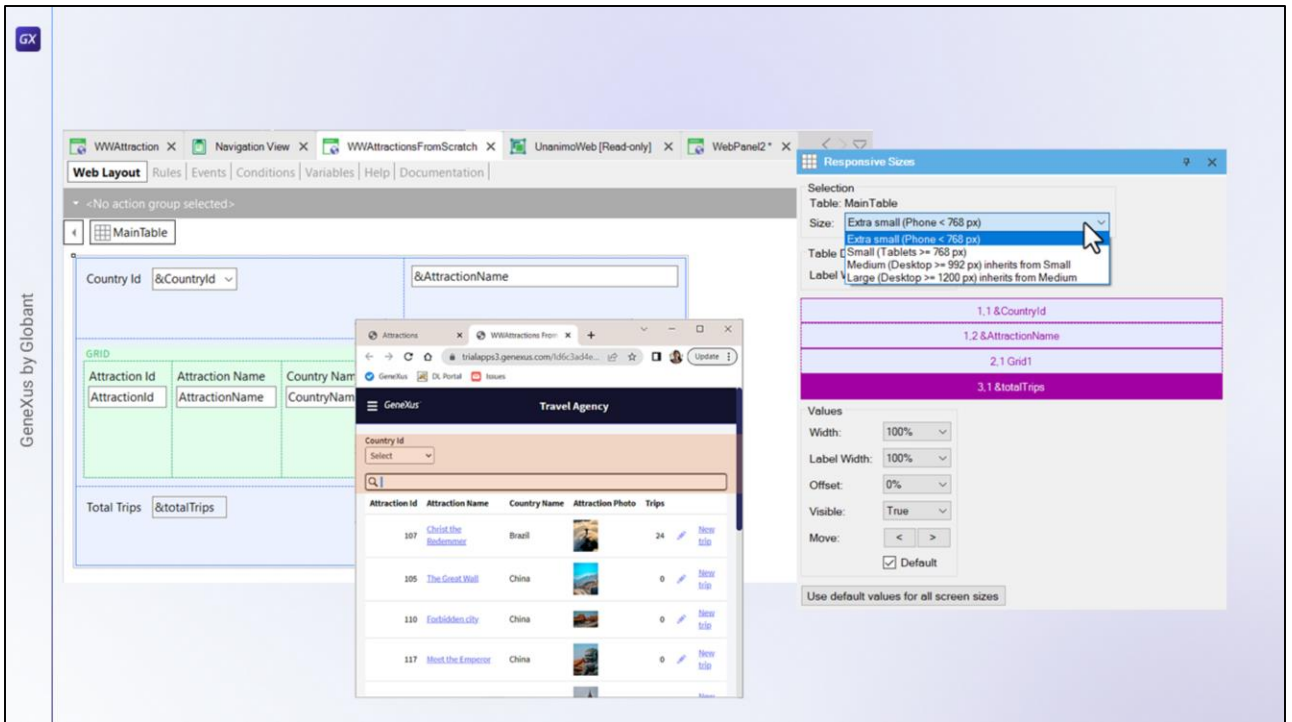 GX
GeneXus by Globant
WWAttraction X Navigation View X WWAttractionsFromScratch X UnanimoWeb [Read-only] X WebPanel2 * X
Web Layout Rules Events Conditions Variables Help Documentation
<No action group selected>
MainTable
Country Id &CountryId &AttractionName
GRID
Attraction Id Attraction Name Country Nam
AttractionId AttractionName CountryNam
Total Trips &totalTrips
Attractions WWAttractions From
trialapps3.genexus.com/Id6c3ad4e... Update
GeneXus DL Portal Issues
GeneXus Travel Agency
Country Id
Select
Attraction Id Attraction Name Country Name Attraction Photo Trips
107 Christ the Redemmer Brazil 24 New trip
105 The Great Wall China 0 New trip
110 Forbidden city China 0 New trip
117 Meet the Emperor China 0 New trip
New
Responsive Sizes
Selection
Table: MainTable
Size: Extra small (Phone < 768 px)
Extra small (Phone < 768 px)
Table D Small (Tablets >= 768 px)
Medium (Desktop >= 992 px) inherits from Small
Label Large (Desktop >= 1200 px) inherits from Medium
1,1 &CountryId
1,2 &AttractionName
2,1 Grid1
3,1 &totalTrips
Values
Width: 100%
Label Width: 100%
Offset: 0%
Visible: True
Move: < >
Default
Use default values for all screen sizes